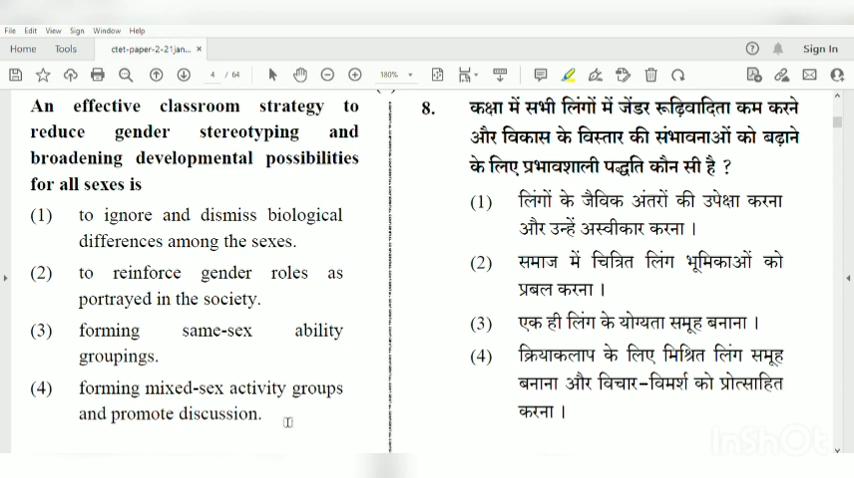 File Edit View Sign Window Help
Home Tools ctet-paper-2-21jan... × Sign In
4 / 64 180%
An effective classroom strategy to
reduce gender stereotyping and
broadening developmental possibilities
for all sexes is
(1) to ignore and dismiss biological
differences among the sexes.
(2) to reinforce gender roles as
portrayed in the society.
(3) forming same-sex ability
groupings.
(4) forming mixed-sex activity groups
and promote discussion.
8. कक्षा में सभी लिंगों में जेंडर रूढ़िवादिता कम करने
और विकास के विस्तार की संभावनाओं को बढ़ाने
के लिए प्रभावशाली पद्धति कौन सी है ?
(1) लिंगों के जैविक अंतरों की उपेक्षा करना
और उन्हें अस्वीकार करना ।
(2) समाज में चित्रित लिंग भूमिकाओं को
प्रबल करना ।
(3) एक ही लिंग के योग्यता समूह बनाना ।
(4) क्रियाकलाप के लिए मिश्रित लिंग समूह
बनाना और विचार-विमर्श को प्रोत्साहित
करना ।
InShOt